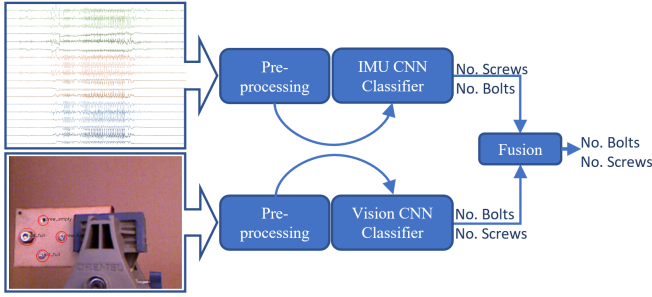 Pre-
processing
IMU CNN
Classifier
No. Screws
No. Bolts
Fusion
No. Bolts
No. Screws
Pre-
processing
Vision CNN
Classifier
No. Bolts
No. Screws
DREMEL